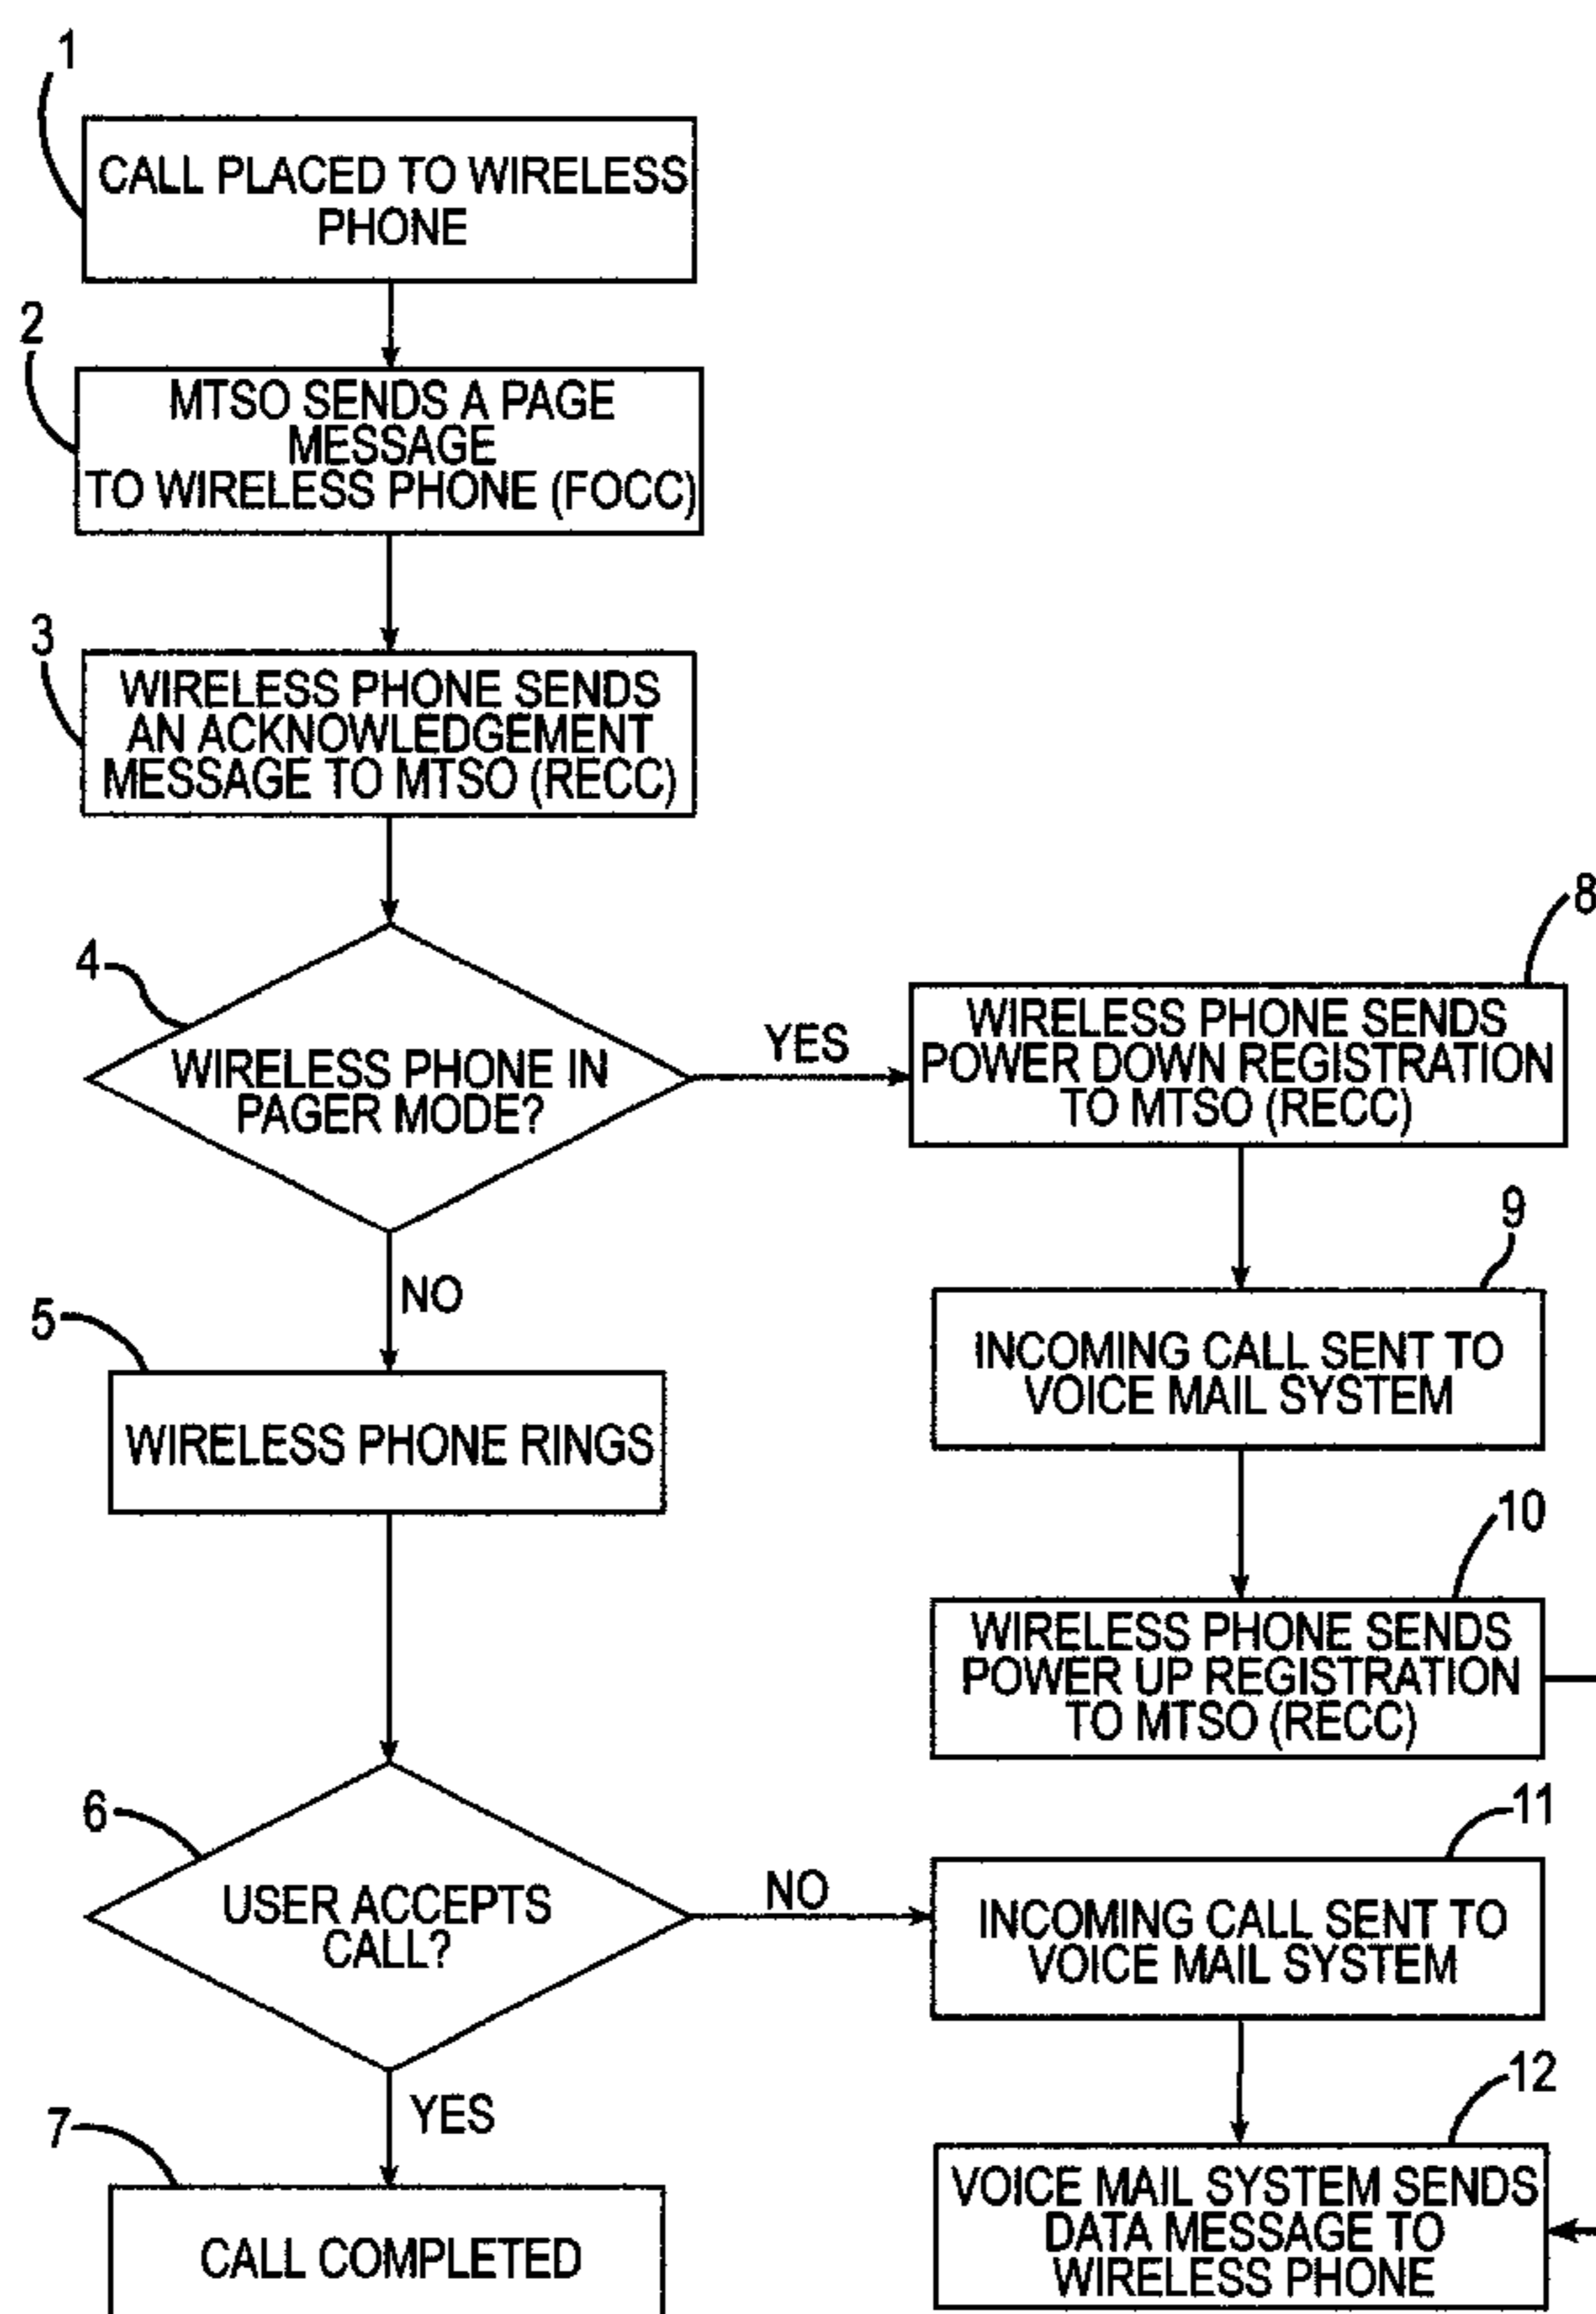 1
CALL PLACED TO WIRELESS
PHONE
2
MTSO SENDS A PAGE
MESSAGE
TO WIRELESS PHONE (FOCC)
3
WIRELESS PHONE SENDS
AN ACKNOWLEDGEMENT
MESSAGE TO MTSO (RECC)
4
WIRELESS PHONE IN
PAGER MODE?
YES
NO
8
WIRELESS PHONE SENDS
POWER DOWN REGISTRATION
TO MTSO (RECC)
9
INCOMING CALL SENT TO
VOICE MAIL SYSTEM
5
WIRELESS PHONE RINGS
10
WIRELESS PHONE SENDS
POWER UP REGISTRATION
TO MTSO (RECC)
6
USER ACCEPTS
CALL?
NO
YES
11
INCOMING CALL SENT TO
VOICE MAIL SYSTEM
7
CALL COMPLETED
12
VOICE MAIL SYSTEM SENDS
DATA MESSAGE TO
WIRELESS PHONE